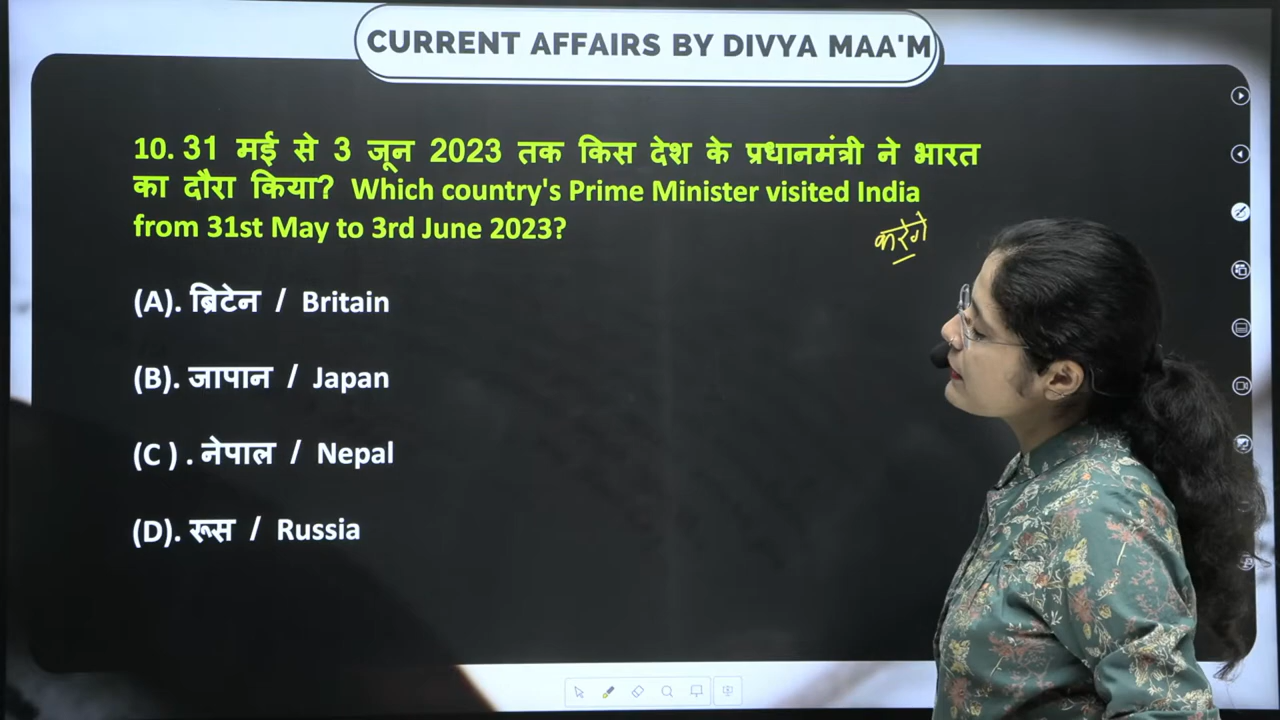 CURRENT AFFAIRS BY DIVYA MAA'M
10. 31 मई से 3 जून 2023 तक किस देश के प्रधानमंत्री ने भारत
का दौरा किया? Which country's Prime Minister visited India
from 31st May to 3rd June 2023?
करेंगे
(A). ब्रिटेन / Britain
(B). जापान / Japan
(C ) . नेपाल / Nepal
(D). रूस / Russia